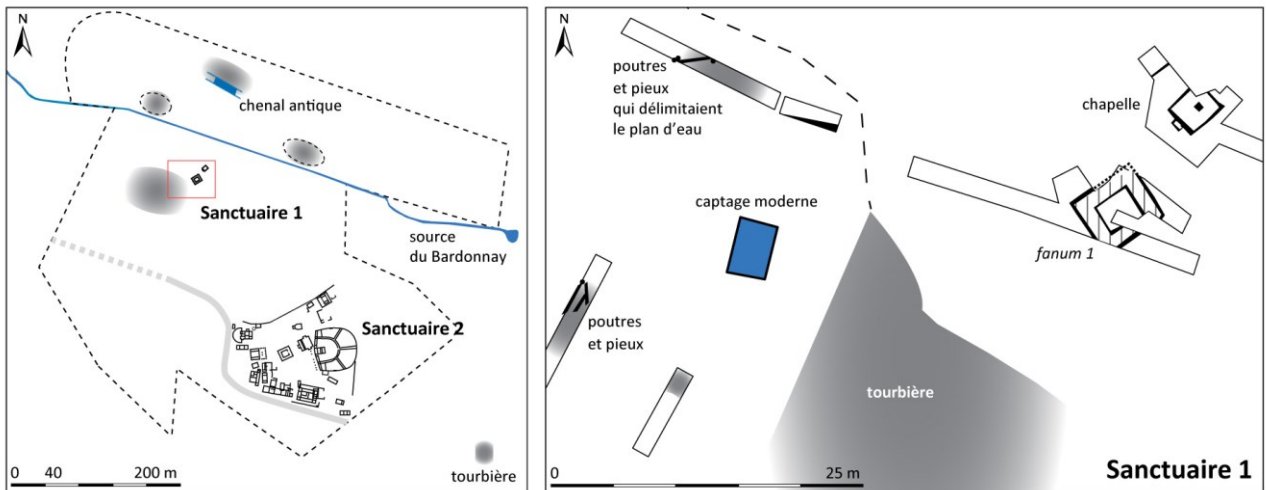 N
chenal antique
Sanctuaire 1
source
du Bardonnay
Sanctuaire 2
0 40 200 m
tourbière
N
poutres
et pieux
qui délimitaient
le plan d'eau
chapelle
captage moderne
fanum 1
poutres
et pieux
tourbière
0 25 m
Sanctuaire 1